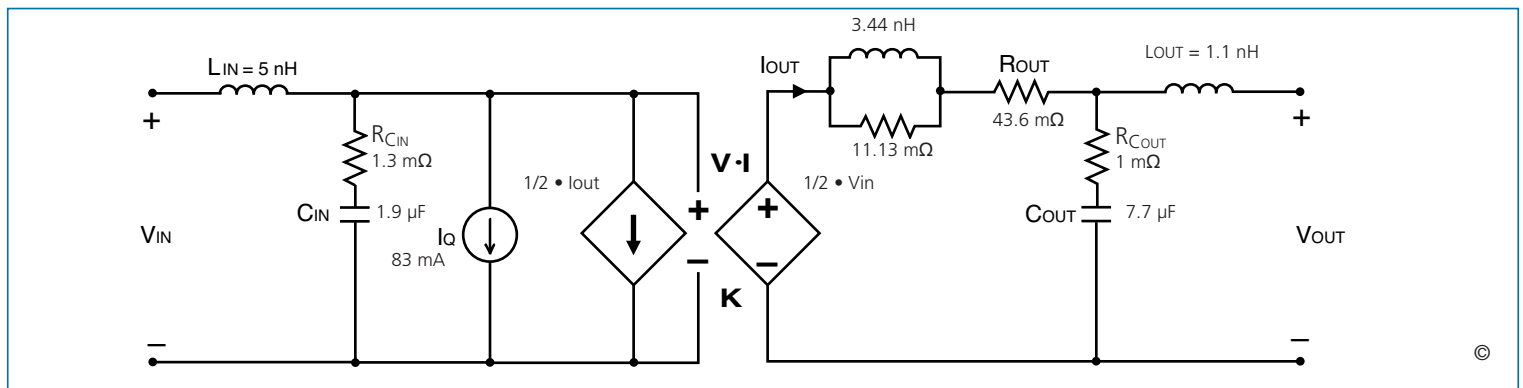 LIN = 5 nH
+
RCIN
1.3 mΩ
CIN
1.9 µF
VIN
IQ
83 mA
–
1/2 • Iout
V•I
+
–
K
1/2 • Vin
+
–
IOUT
3.44 nH
11.13 mΩ
ROUT
43.6 mΩ
LOUT = 1.1 nH
RCOUT
1 mΩ
COUT
7.7 µF
+
VOUT
–
©